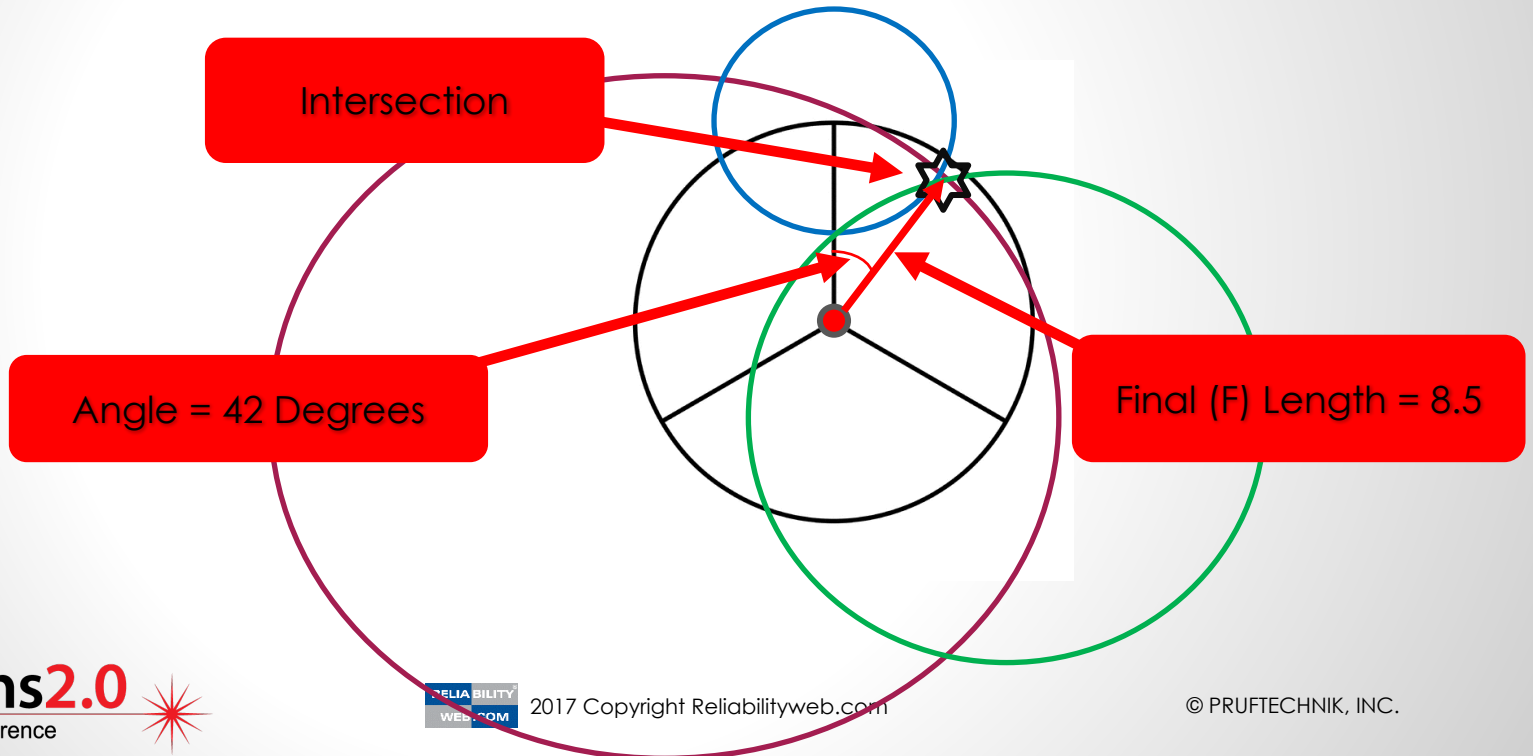 Intersection
Angle = 42 Degrees
Final (F) Length = 8.5
ns2.0
rence
RELIABILITY®
WEB.COM
2017 Copyright Reliabilityweb.com
© PRUFTECHNIK, INC.